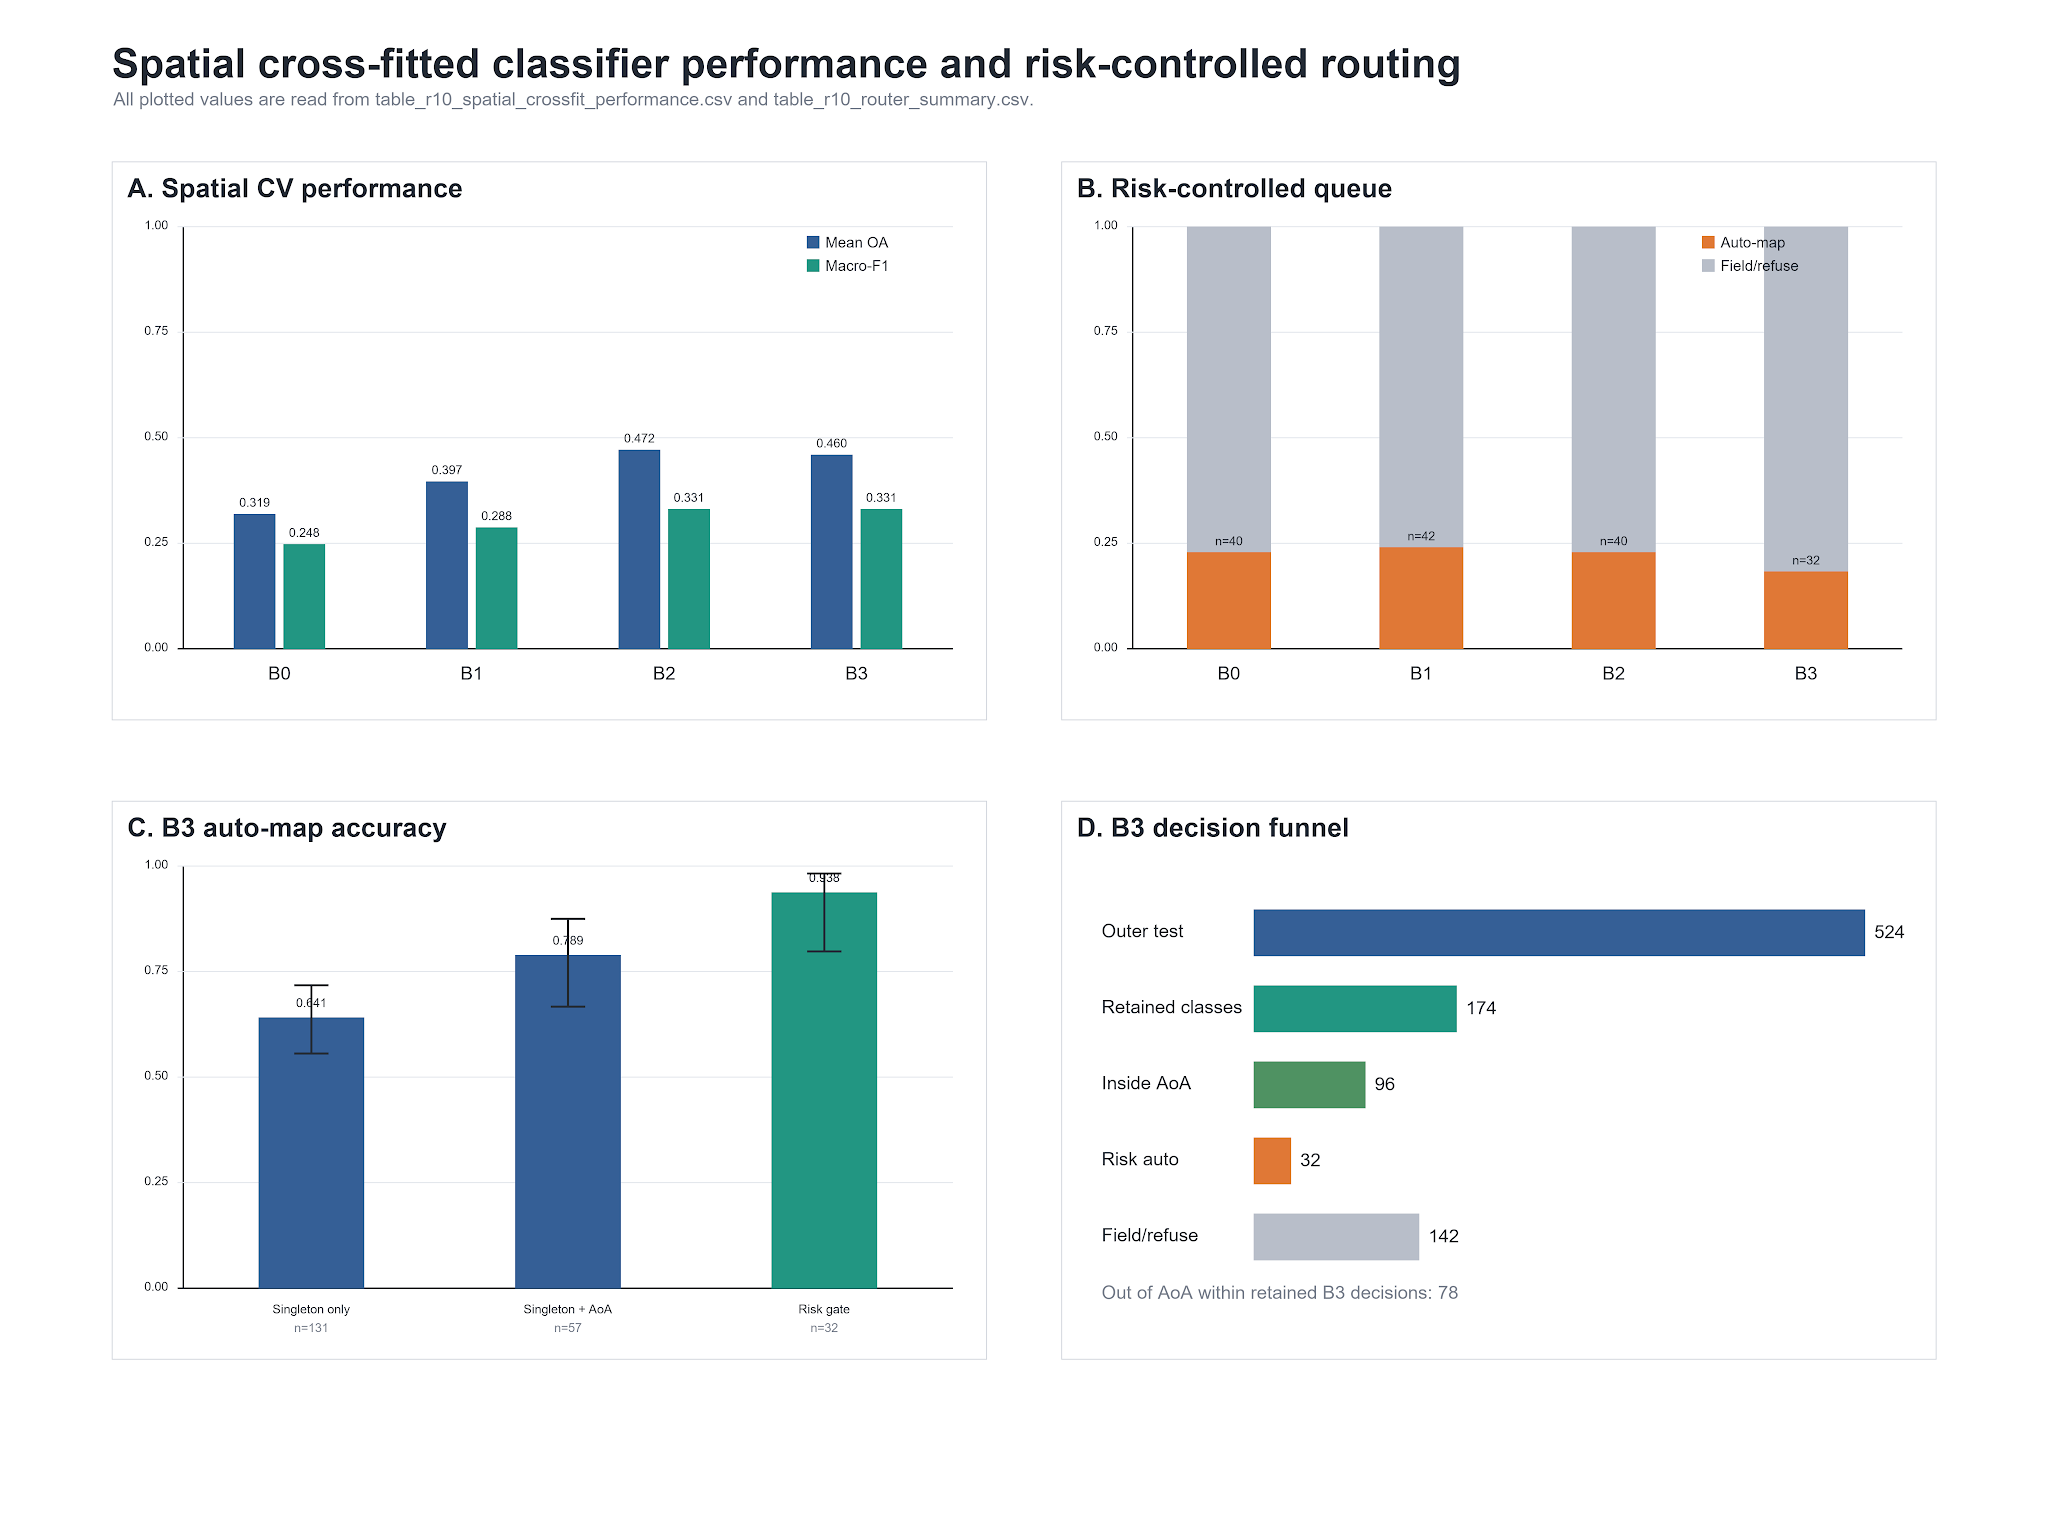 Spatial cross-fitted classifier performance and risk-controlled routing
All plotted values are read from table_r10_spatial_crossfit_performance.csv and table_r10_router_summary.csv.
A. Spatial CV performance
1.00
0.75
0.50
0.25
0.00
Mean OA
Macro-F1
0.319
0.248
0.397
0.288
0.472
0.331
0.460
0.331
B0
B1
B2
B3
B. Risk-controlled queue
1.00
0.75
0.50
0.25
0.00
Auto-map
Field/refuse
n=40
n=42
n=40
n=32
B0
B1
B2
B3
C. B3 auto-map accuracy
1.00
0.75
0.50
0.25
0.00
0.641
0.789
0.938
Singleton only
n=131
Singleton + AoA
n=57
Risk gate
n=32
D. B3 decision funnel
Outer test 524
Retained classes 174
Inside AoA 96
Risk auto 32
Field/refuse 142
Out of AoA within retained B3 decisions: 78